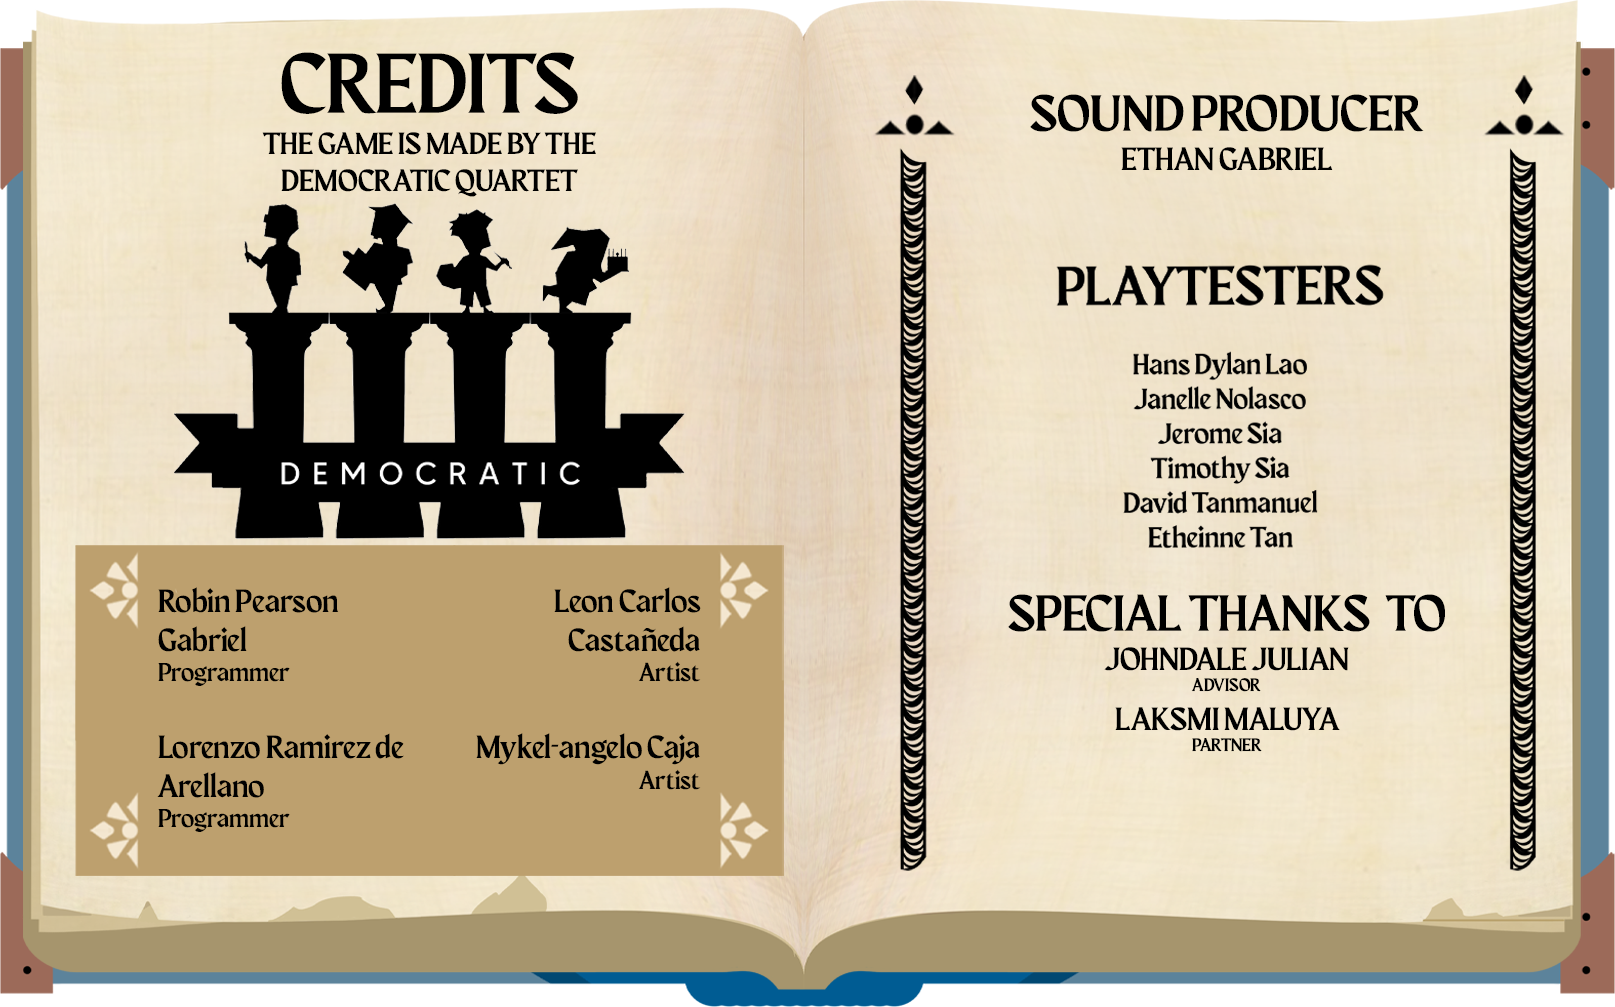 CREDITS
THE GAME IS MADE BY THE
DEMOCRATIC QUARTET
DEMOCRATIC
Robin Pearson
Gabriel
Programmer
Leon Carlos
Castañeda
Artist
Lorenzo Ramirez de
Arellano
Programmer
Mykel-angelo Caja
Artist
SOUND PRODUCER
ETHAN GABRIEL
PLAYTESTERS
Hans Dylan Lao
Janelle Nolasco
Jerome Sia
Timothy Sia
David Tanmanuel
Etheinne Tan
SPECIAL THANKS TO
JOHNDALE JULIAN
ADVISOR
LAKSMI MALUYA
PARTNER